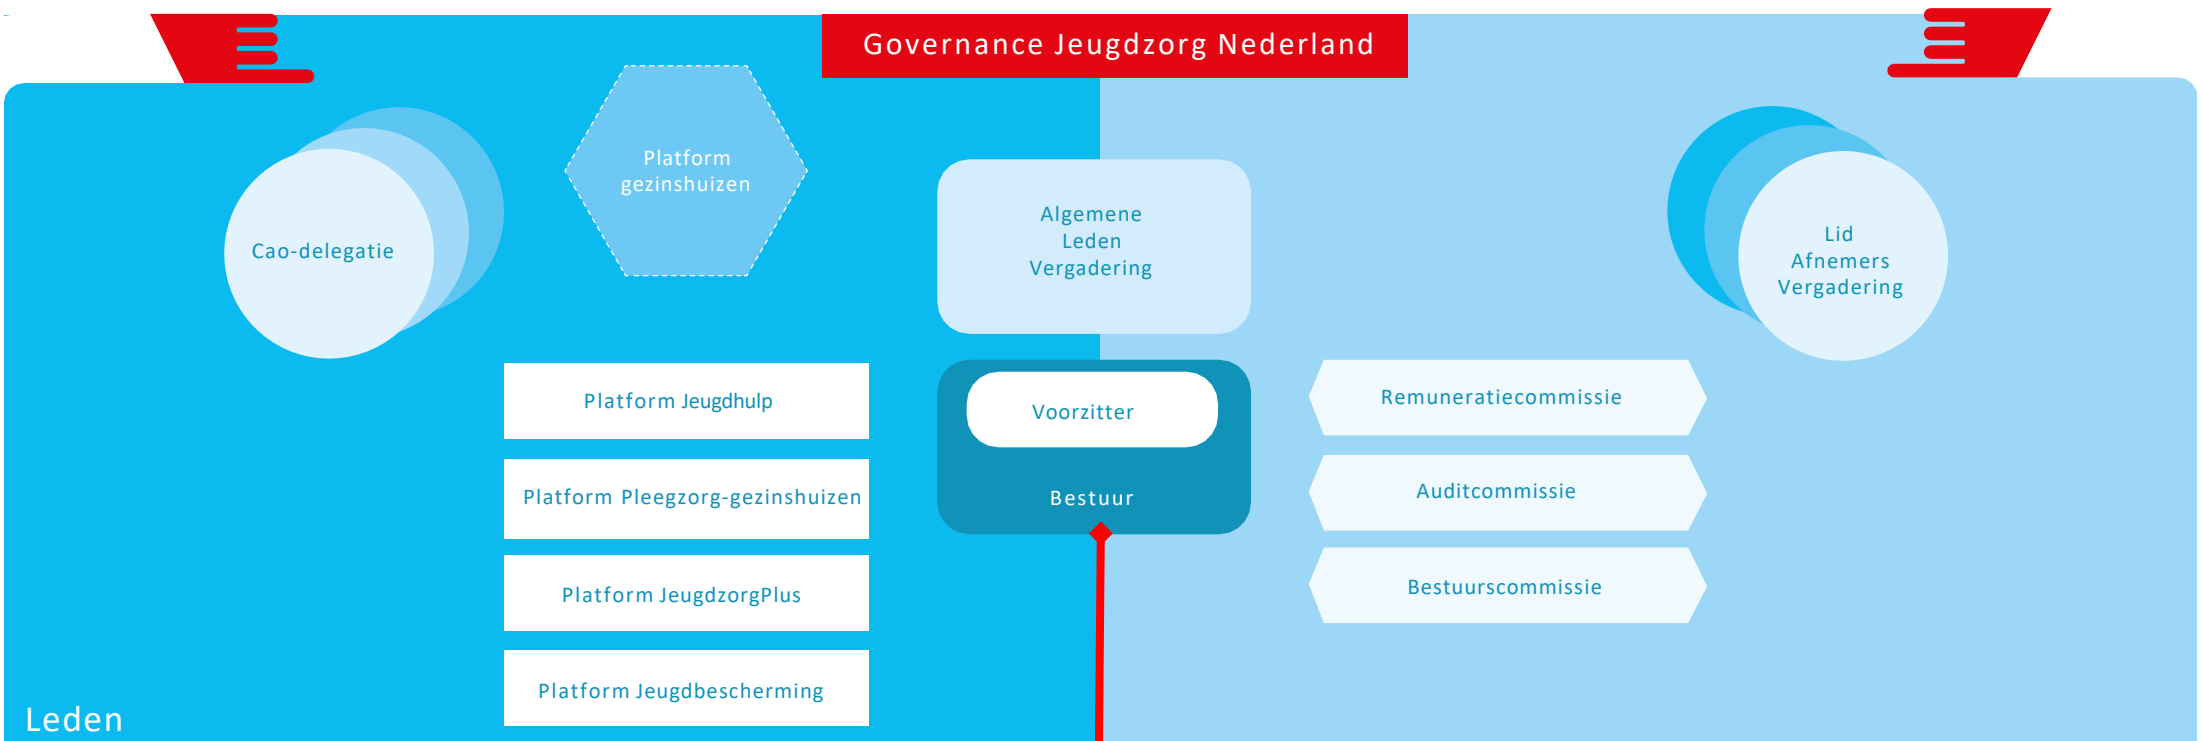 Governance Jeugdzorg Nederland
Platform
gezinshuizen
Cao-delegatie
Algemene
Leden
Vergadering
Lid
Afnemers
Vergadering
Platform Jeugdhulp
Platform Pleegzorg-gezinshuizen
Platform JeugdzorgPlus
Platform Jeugdbescherming
Voorzitter
Bestuur
Remuneratiecommissie
Auditcommissie
Bestuurscommissie
Leden